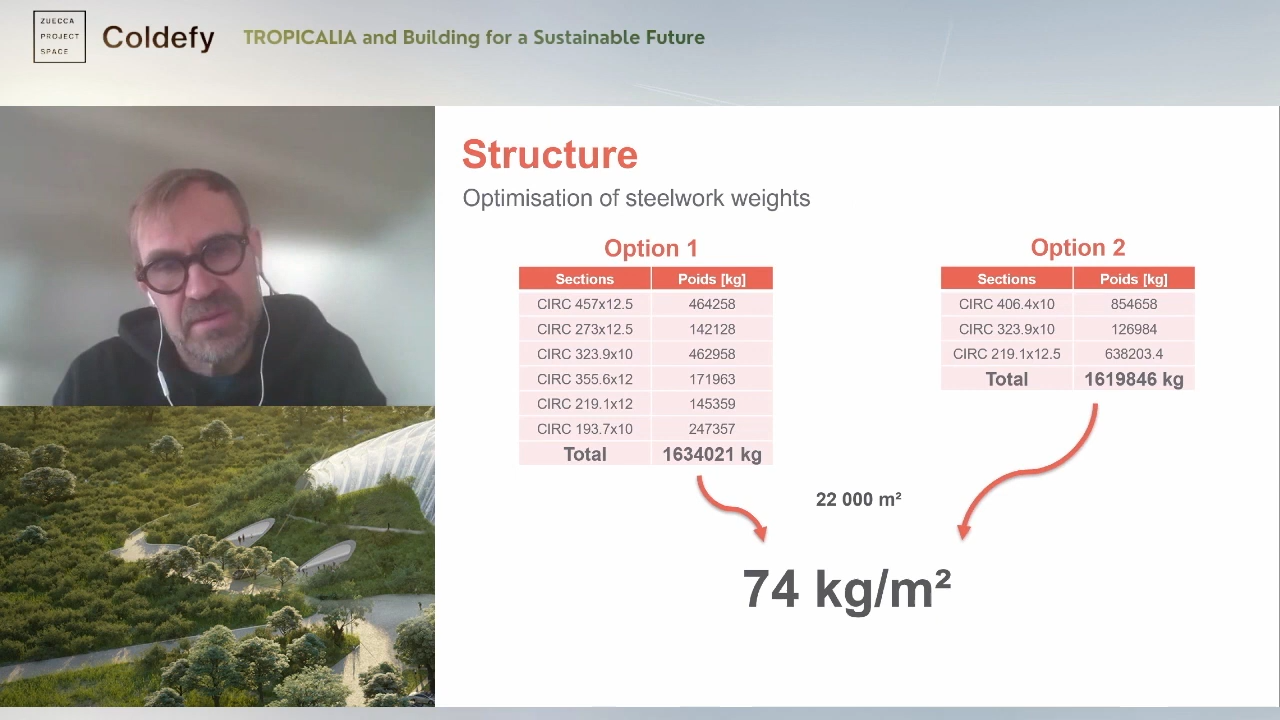 ZUECCA
PROJECT
SPACE
Coldefy
TROPICALIA and Building for a Sustainable Future
Structure
Optimisation of steelwork weights
Option 1
Sections Poids [kg]
CIRC 457x12.5 464258
CIRC 273x12.5 142128
CIRC 323.9x10 462958
CIRC 355.6x12 171963
CIRC 219.1x12 145359
CIRC 193.7x10 247357
Total 1634021 kg
Option 2
Sections Poids [kg]
CIRC 406.4x10 854658
CIRC 323.9x10 126984
CIRC 219.1x12.5 638203.4
Total 1619846 kg
22 000 m²
74 kg/m²